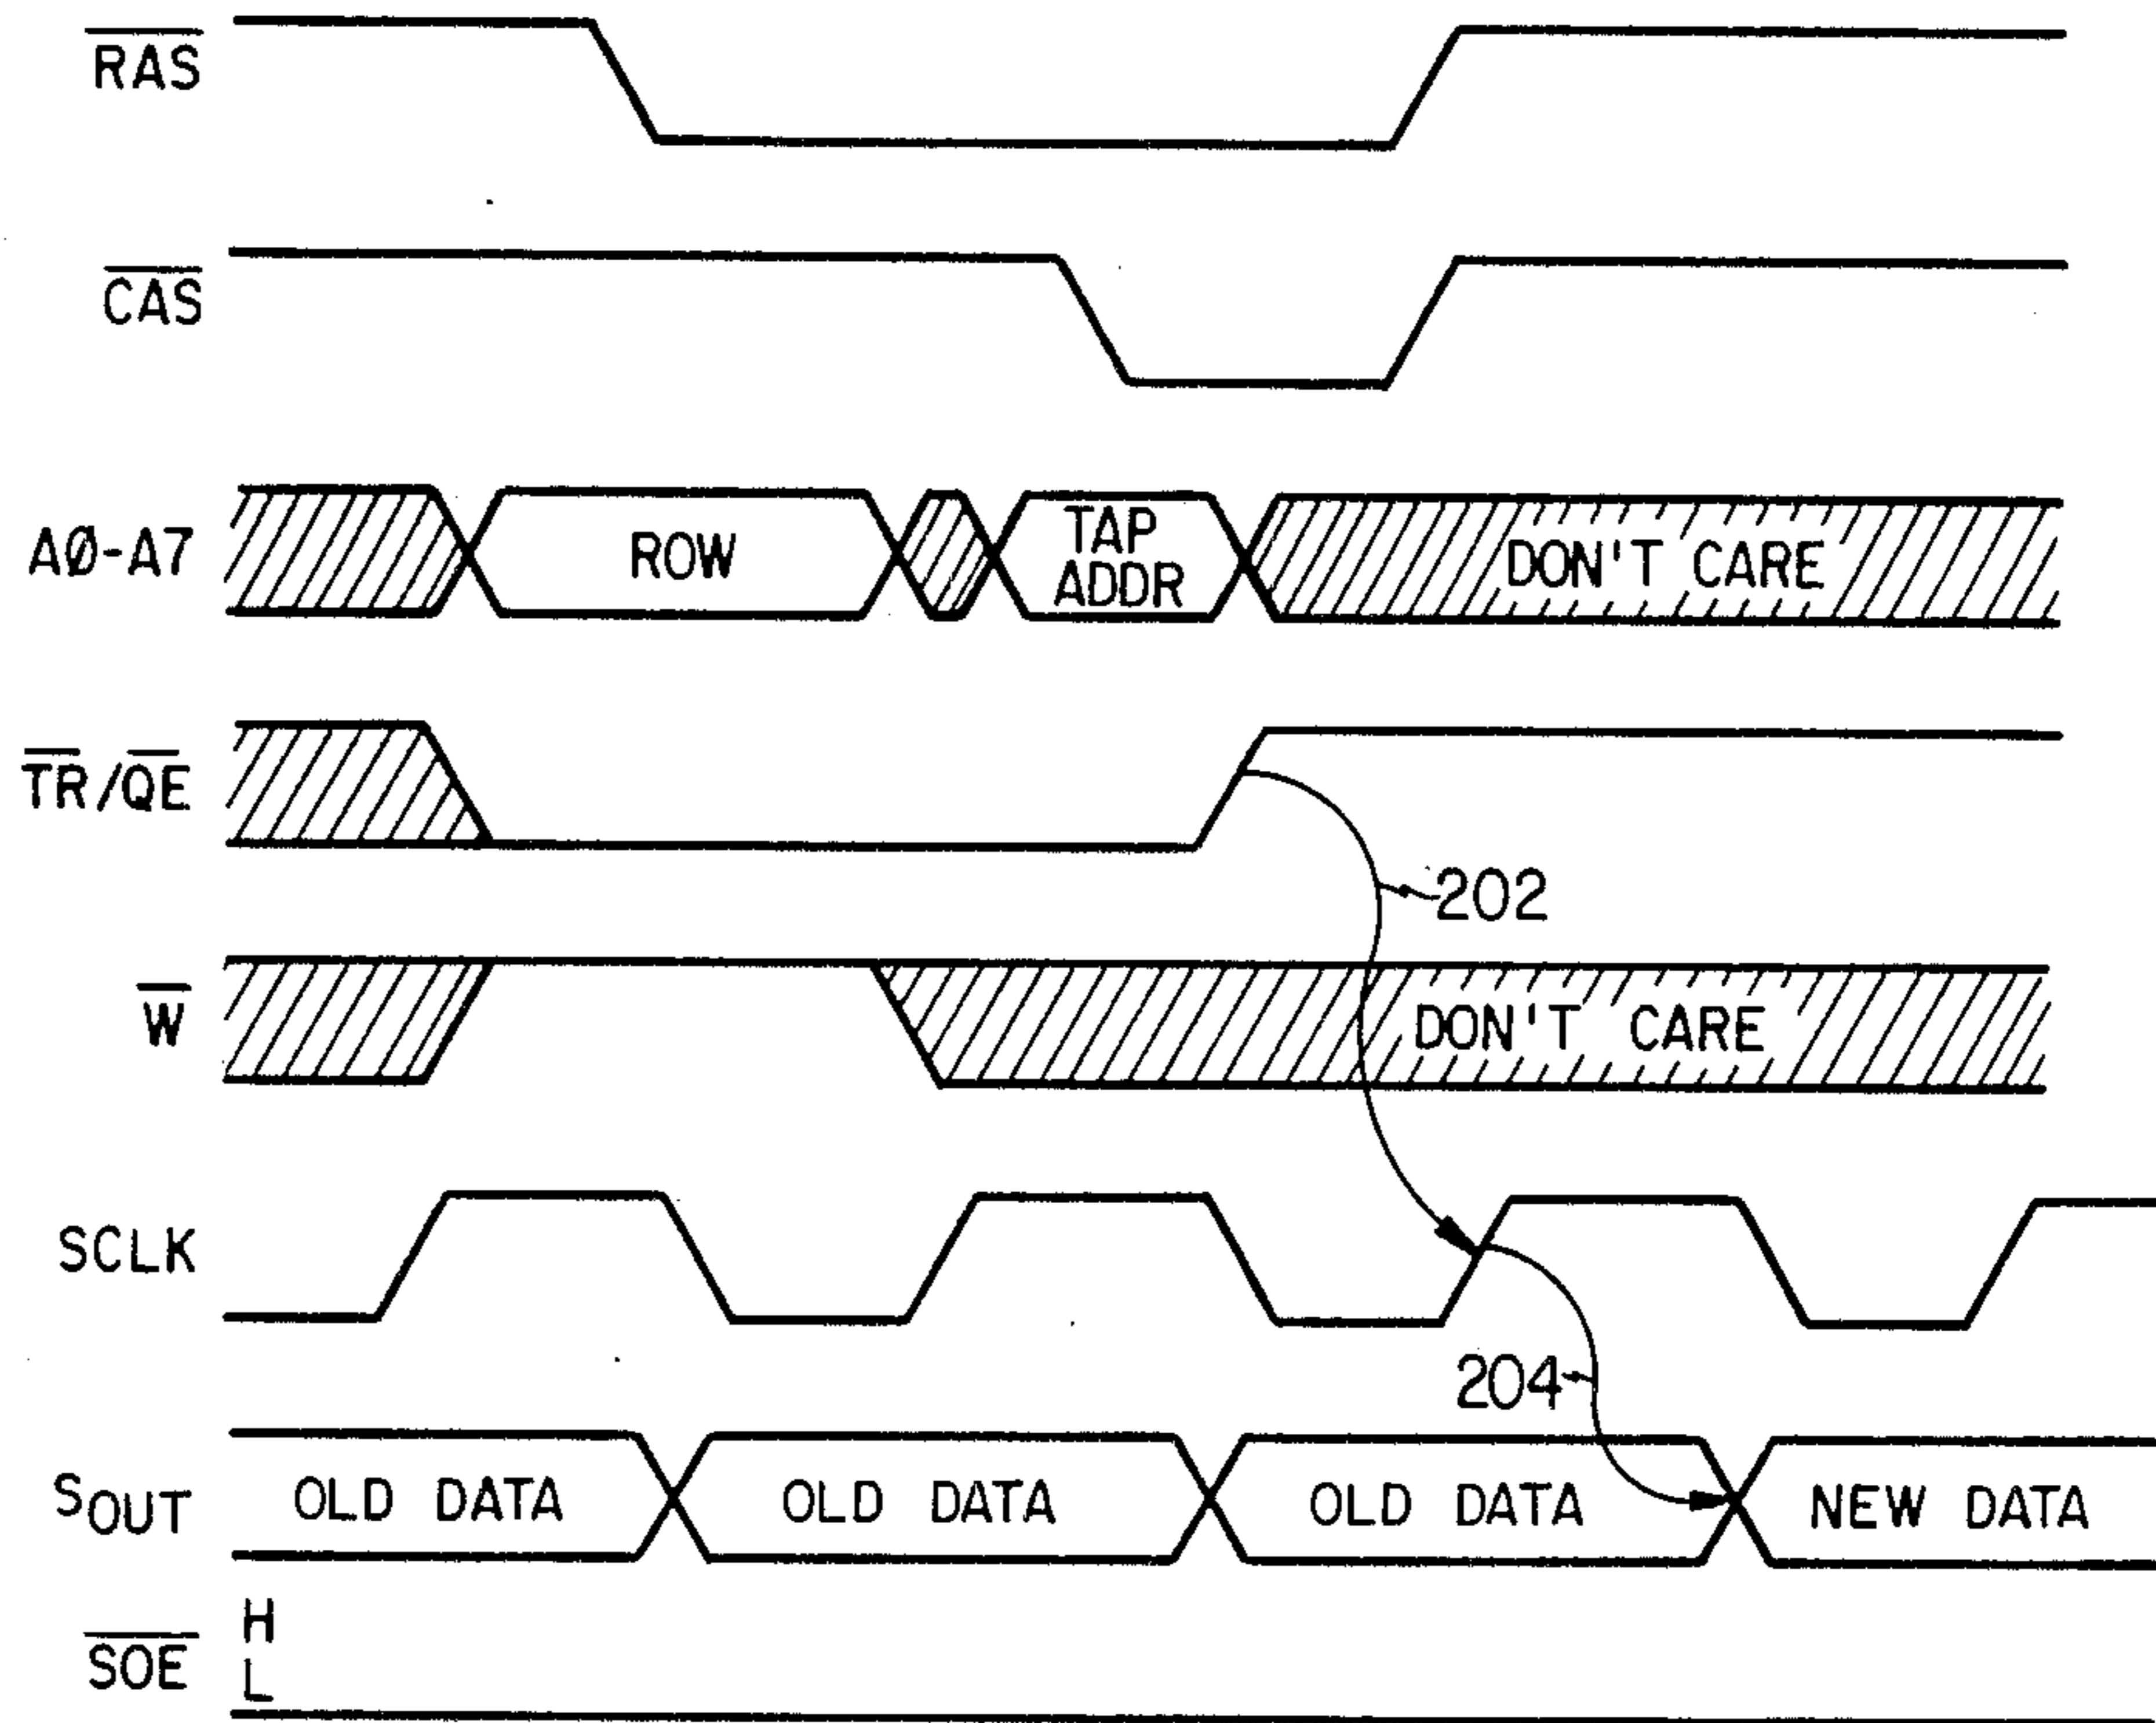 RAS
CAS
A0-A7
ROW
TAP
ADDR
DON'T CARE
TR/QE
202
W
DON'T CARE
SCLK
204
SOUT
OLD DATA
OLD DATA
OLD DATA
NEW DATA
SOE
H
L